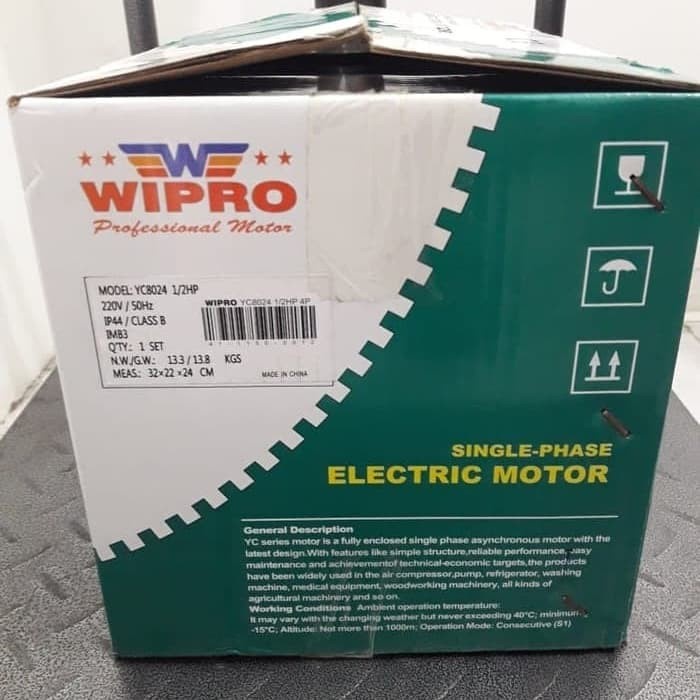 WIPRO
Professional Motor
MODEL: YC8024 1/2HP
220V / 50Hz
WIPRO YC8024 1/2HP 4P
IP44 / CLASS B
IMB3
Q'TY.: 1 SET
N.W./G.W.: 13.3 / 13.8 KGS
MEAS.: 32×22×24 CM
MADE IN CHINA
SINGLE-PHASE
ELECTRIC MOTOR
General Description
YC series motor is a fully enclosed single phase asynchronous motor with the
latest design.With features like simple structure,reliable performance, easy
maintenance and achievementof technical-economic targets,the products
have been widely used in the air compressor,pump, refrigerator, washing
machine, medical equipment, woodworking machinery, all kinds of
agricultural machinery and so on.
Working Conditions Ambient operation temperature:
It may vary with the changing weather but never exceeding 40°C; minimum
-15°C; Altitude: Not more then 1000m; Operation Mode: Consecutive (S1)